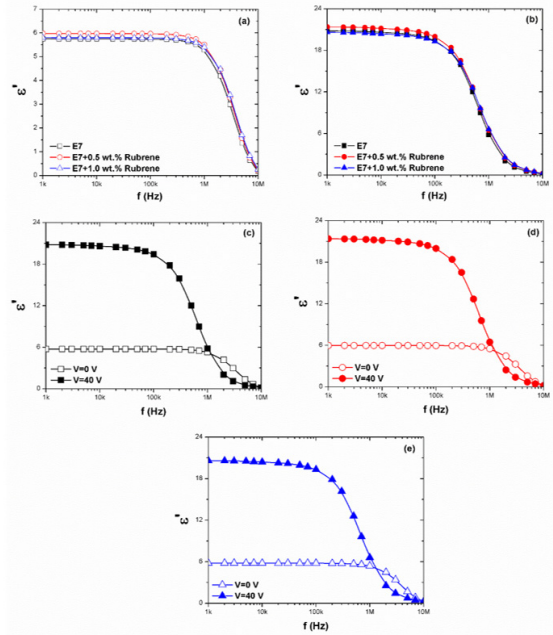 (a)
7
6
5
4
3
2
1
0
ε'
E7
E7+0.5 wt.% Rubrene
E7+1.0 wt.% Rubrene
1k 10k 100k 1M 10M
f (Hz)
(b)
24
18
12
6
0
ε'
E7
E7+0.5 wt.% Rubrene
E7+1.0 wt.% Rubrene
1k 10k 100k 1M 10M
f (Hz)
(c)
24
18
12
6
0
ε'
V=0 V
V=40 V
1k 10k 100k 1M 10M
f (Hz)
(d)
24
18
12
6
0
ε'
V=0 V
V=40 V
1k 10k 100k 1M 10M
f (Hz)
(e)
24
18
12
6
0
ε'
V=0 V
V=40 V
1k 10k 100k 1M 10M
f (Hz)